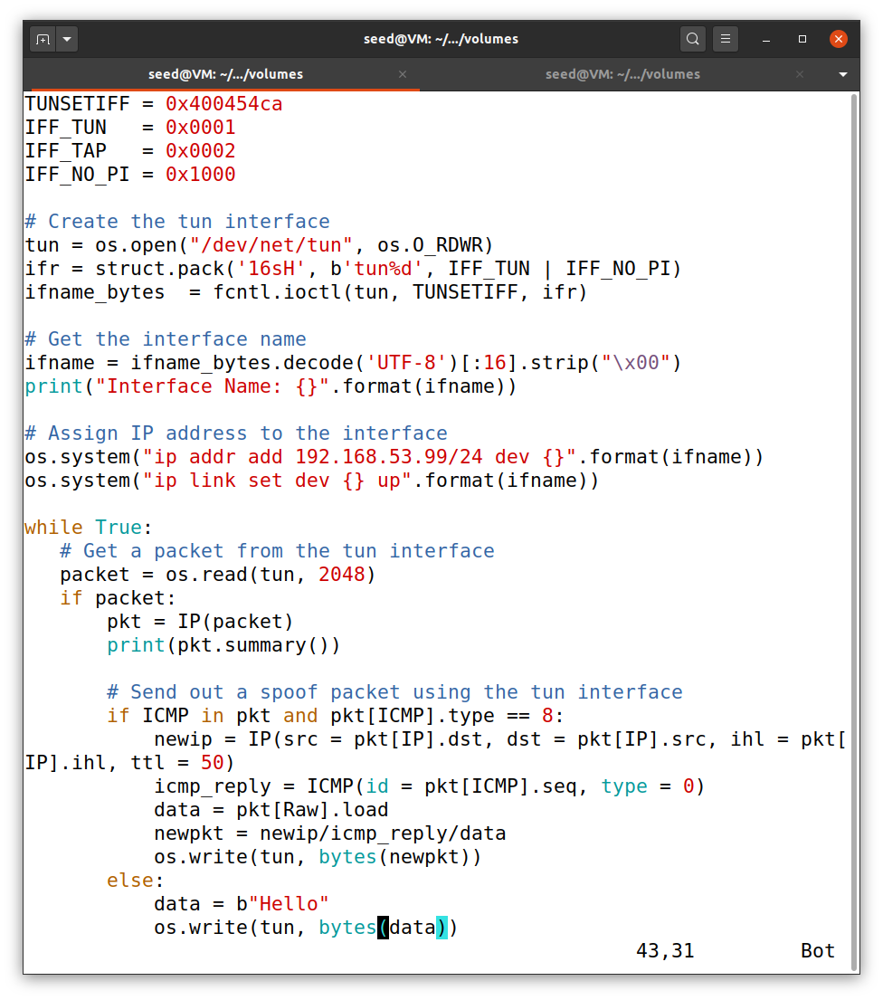 seed@VM: ~/.../volumes
seed@VM: ~/.../volumes
seed@VM: ~/.../volumes
TUNSETIFF = 0x400454ca
IFF_TUN   = 0x0001
IFF_TAP   = 0x0002
IFF_NO_PI = 0x1000

# Create the tun interface
tun = os.open("/dev/net/tun", os.O_RDWR)
ifr = struct.pack('16sH', b'tun%d', IFF_TUN | IFF_NO_PI)
ifname_bytes  = fcntl.ioctl(tun, TUNSETIFF, ifr)

# Get the interface name
ifname = ifname_bytes.decode('UTF-8')[:16].strip("\x00")
print("Interface Name: {}".format(ifname))

# Assign IP address to the interface
os.system("ip addr add 192.168.53.99/24 dev {}".format(ifname))
os.system("ip link set dev {} up".format(ifname))

while True:
   # Get a packet from the tun interface
   packet = os.read(tun, 2048)
   if packet:
       pkt = IP(packet)
       print(pkt.summary())

       # Send out a spoof packet using the tun interface
       if ICMP in pkt and pkt[ICMP].type == 8:
           newip = IP(src = pkt[IP].dst, dst = pkt[IP].src, ihl = pkt[
IP].ihl, ttl = 50)
           icmp_reply = ICMP(id = pkt[ICMP].seq, type = 0)
           data = pkt[Raw].load
           newpkt = newip/icmp_reply/data
           os.write(tun, bytes(newpkt))
       else:
           data = b"Hello"
           os.write(tun, bytes(data))
43,31         Bot